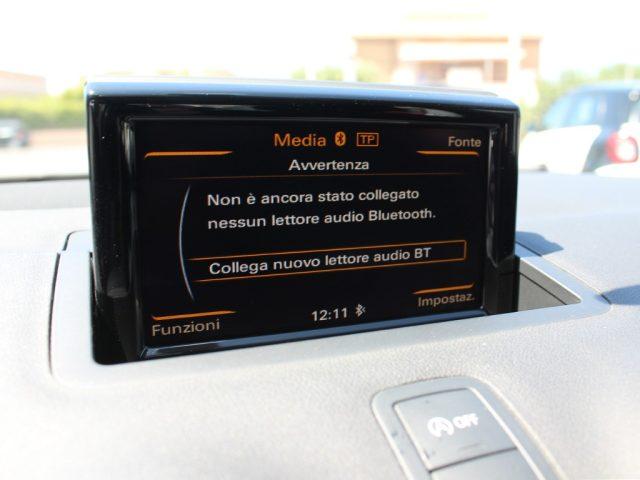 Media TP
Fonte
Avvertenza
Non è ancora stato collegato
nessun lettore audio Bluetooth.
Collega nuovo lettore audio BT
Funzioni
12:11
Impostaz.
A OFF